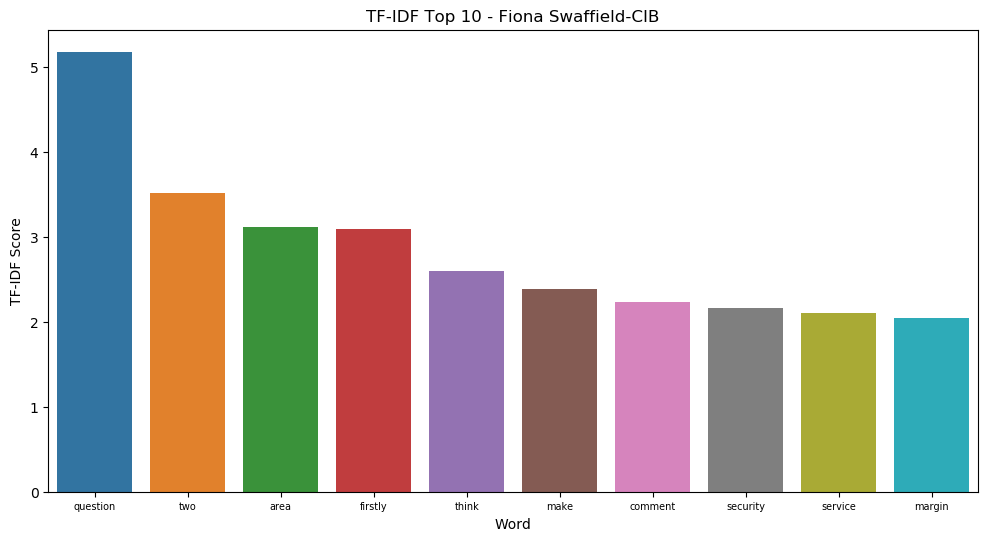 TF-IDF Top 10 - Fiona Swaffield-CIB
TF-IDF Score
5
4
3
2
1
0
question two area firstly think make comment security service margin
Word